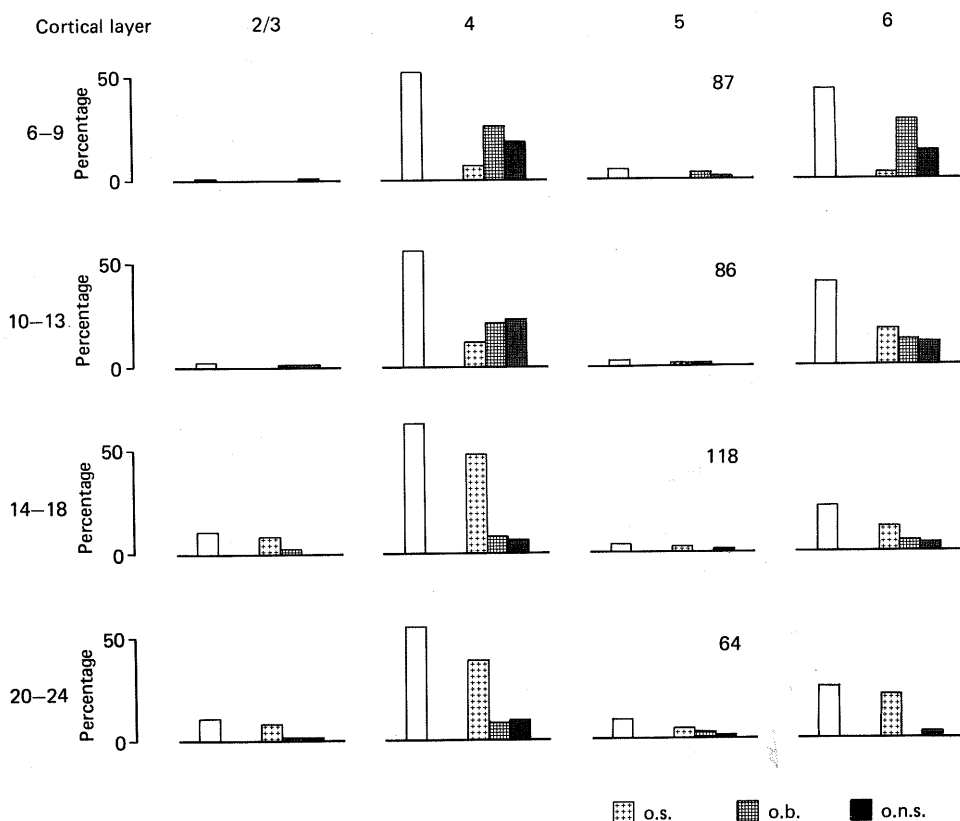 Cortical layer 2/3 4 5 6
50
87
Percentage
6–9
0
50
86
Percentage
10–13
0
50
118
Percentage
14–18
0
50
64
Percentage
20–24
0
o.s. o.b. o.n.s.